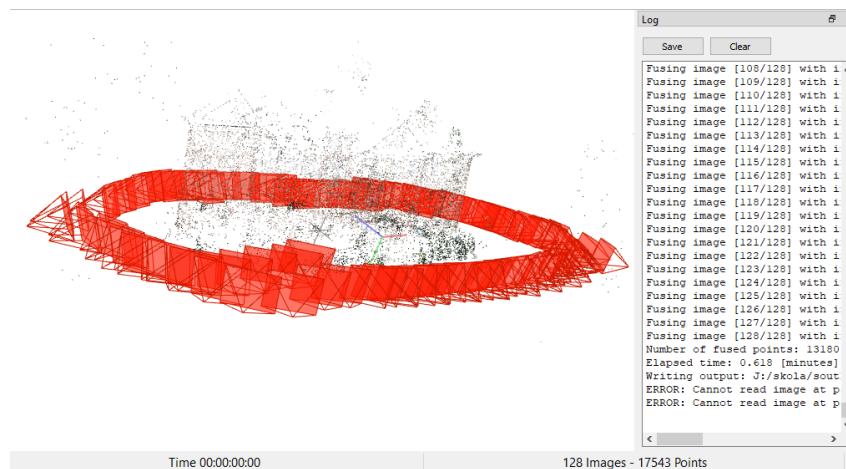 Log
Save Clear
Fusing image [108/128] with i
Fusing image [109/128] with i
Fusing image [110/128] with i
Fusing image [111/128] with i
Fusing image [112/128] with i
Fusing image [113/128] with i
Fusing image [114/128] with i
Fusing image [115/128] with i
Fusing image [116/128] with i
Fusing image [117/128] with i
Fusing image [118/128] with i
Fusing image [119/128] with i
Fusing image [120/128] with i
Fusing image [121/128] with i
Fusing image [122/128] with i
Fusing image [123/128] with i
Fusing image [124/128] with i
Fusing image [125/128] with i
Fusing image [126/128] with i
Fusing image [127/128] with i
Fusing image [128/128] with i
Number of fused points: 13180
Elapsed time: 0.618 [minutes]
Writing output: J:/skola/sout
ERROR: Cannot read image at p
ERROR: Cannot read image at p
Time 00:00:00:00 128 Images - 17543 Points